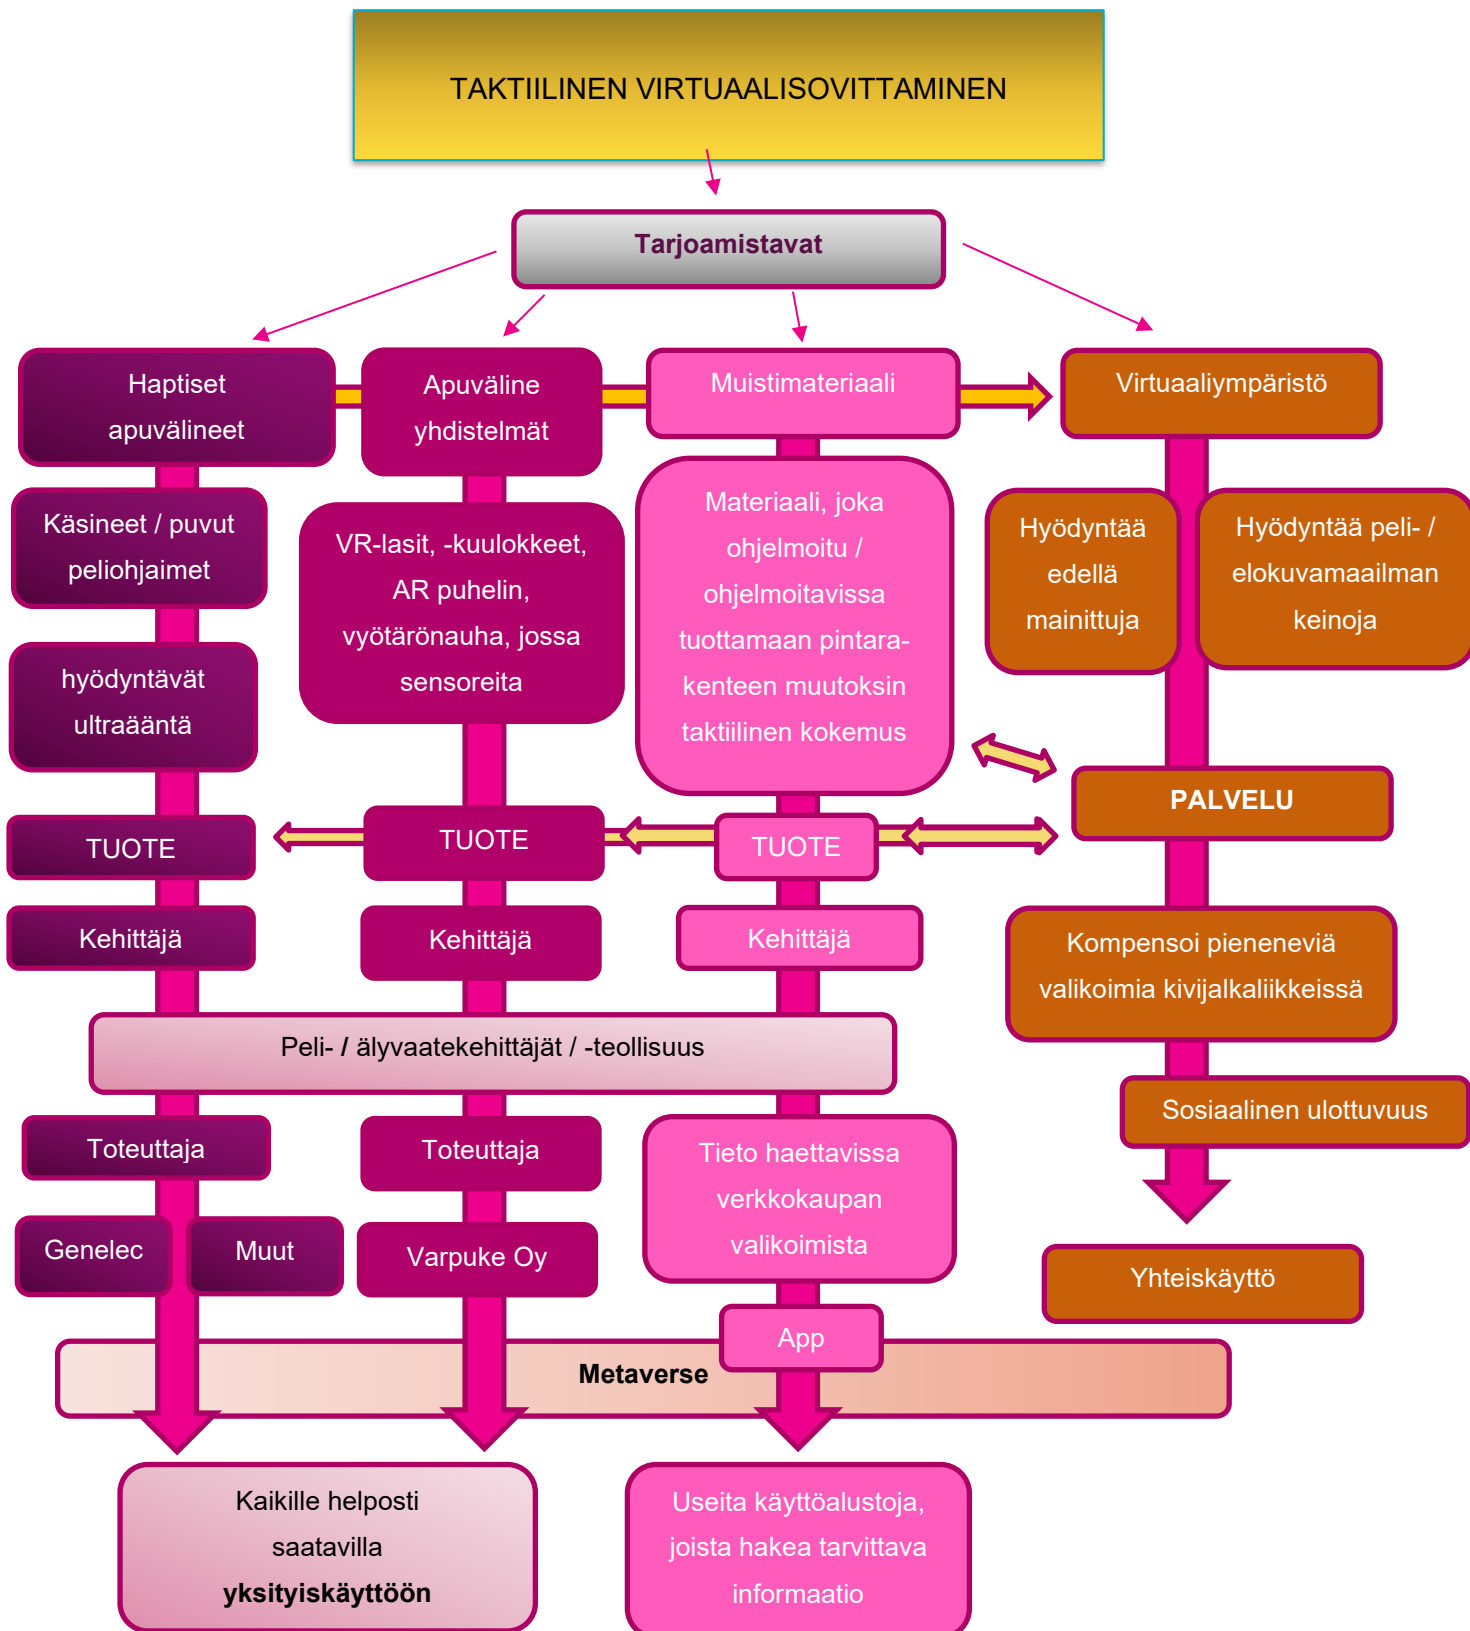 TAKTIILINEN VIRTUAALISOVITTAMINEN
Tarjoamistavat
Haptiset
apuvälineet
Apuväline
yhdistelmät
Muistimateriaali
Virtuaaliympäristö
Käsineet / puvut
peliohjaimet
VR-lasit, -kuulokkeet,
AR puhelin,
vyötärönauha, jossa
sensoreita
Materiaali, joka
ohjelmoitu /
ohjelmoitavissa
tuottamaan pintara-
kenteen muutoksin
taktiilinen kokemus
Hyödyntää
edellä
mainittuja
Hyödyntää peli- /
elokuvamaailman
keinoja
hyödyntävät
ultraääntä
TUOTE
TUOTE
TUOTE
PALVELU
Kehittäjä
Kehittäjä
Kehittäjä
Kompensoi pieneneviä
valikoimia kivijalkaliikkeissä
Peli- / älyvaatekehittäjät / -teollisuus
Sosiaalinen ulottuvuus
Toteuttaja
Toteuttaja
Tieto haettavissa
verkkokaupan
valikoimista
Genelec
Muut
Varpuke Oy
Yhteiskäyttö
App
Metaverse
Kaikille helposti
saatavilla
yksityiskäyttöön
Useita käyttöalustoja,
joista hakea tarvittava
informaatio